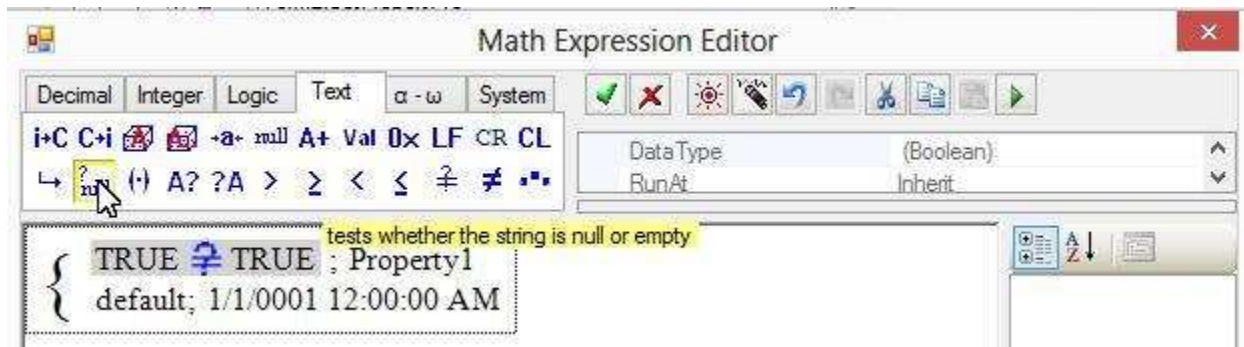 Math Expression Editor
Decimal Integer Logic Text α - ω System
i+C C+i A A +a+ null A+ Val 0x LF CR CL
? null (·) A? ?A > ≥ < ≤ ≠
DataType (Boolean)
RunAt Inherit
tests whether the string is null or empty
TRUE TRUE ; Property1
default; 1/1/0001 12:00:00 AM
A Z